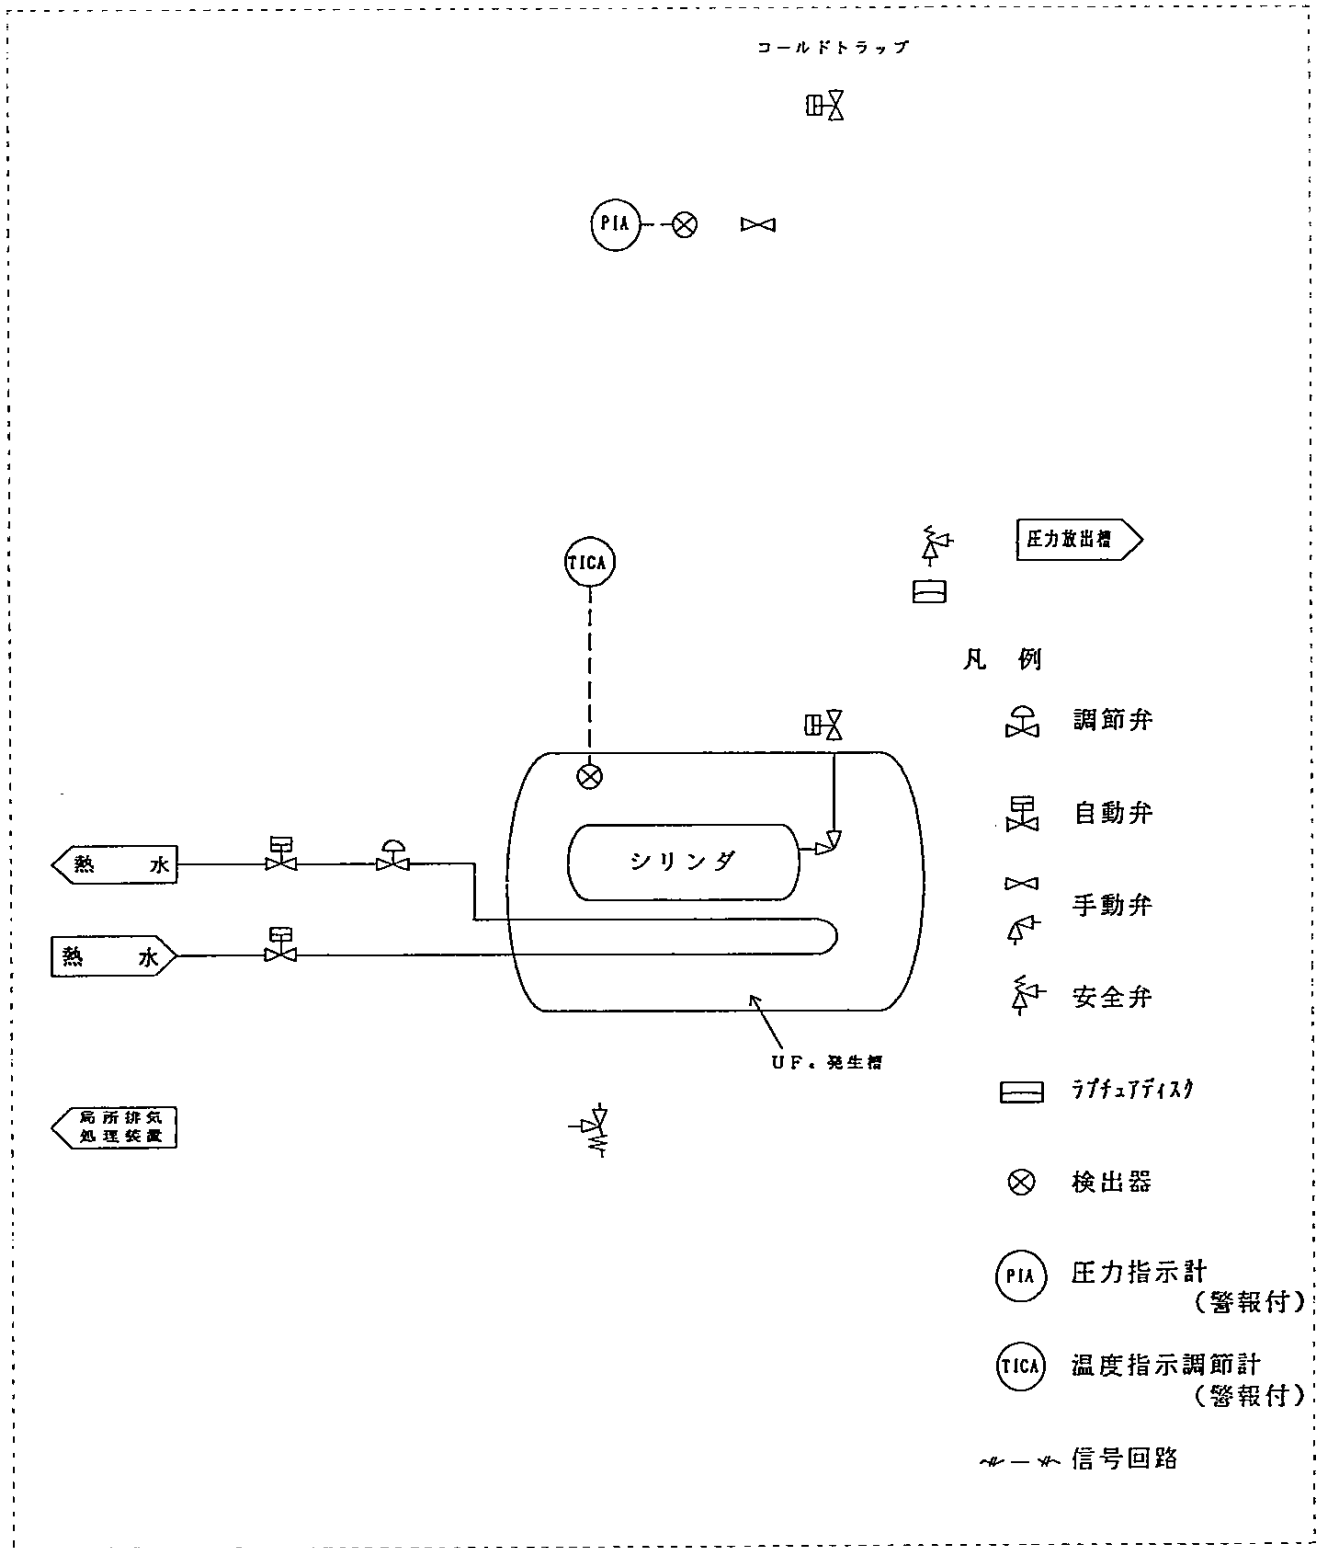 コールドトラップ
PIA
圧力放出槽
TICA
凡 例
調節弁
自動弁
シリンダ
熱 水
手動弁
熱 水
安全弁
UF₆発生槽
ラプチュアディスク
局所排気
処理装置
検出器
PIA 圧力指示計
(警報付)
TICA 温度指示調節計
(警報付)
信号回路